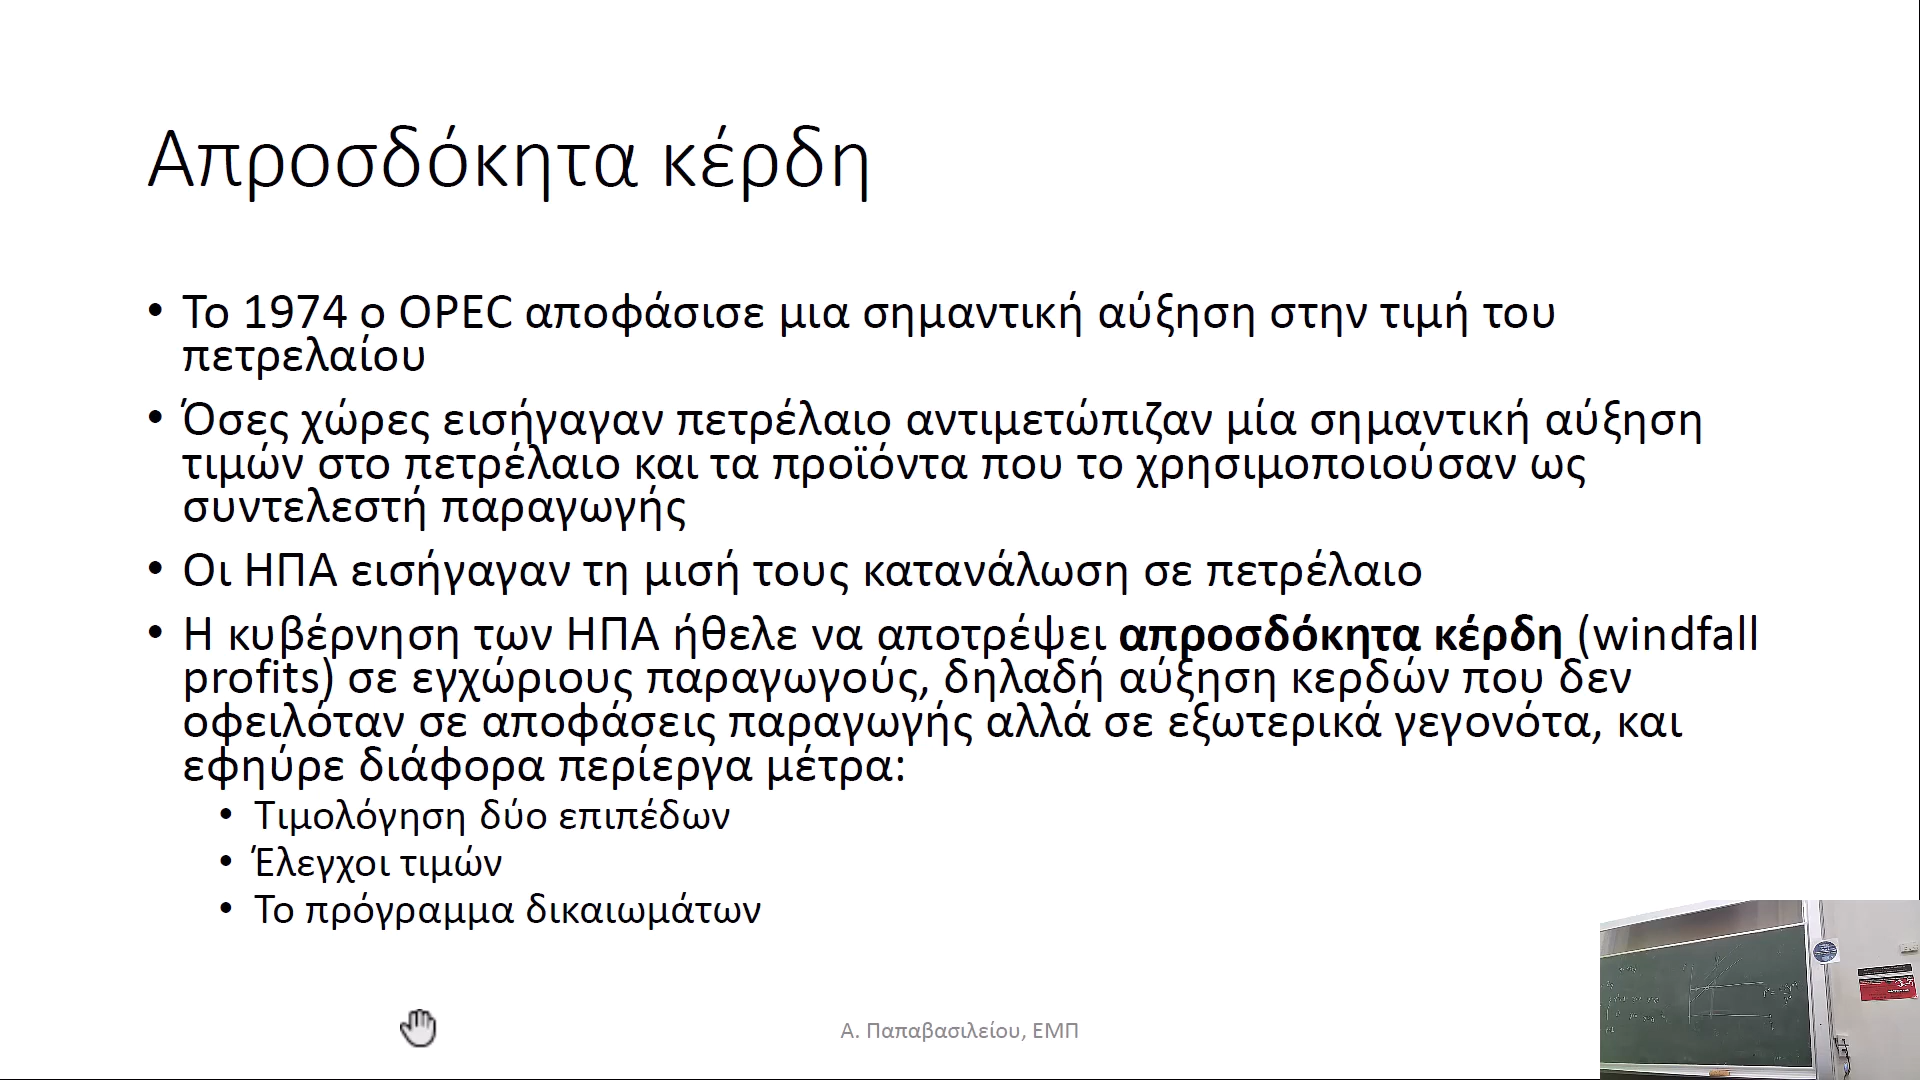 Απροσδόκητα κέρδη
• Το 1974 ο OPEC αποφάσισε μια σημαντική αύξηση στην τιμή του
πετρελαίου
• Όσες χώρες εισήγαγαν πετρέλαιο αντιμετώπιζαν μία σημαντική αύξηση
τιμών στο πετρέλαιο και τα προϊόντα που το χρησιμοποιούσαν ως
συντελεστή παραγωγής
• Οι ΗΠΑ εισήγαγαν τη μισή τους κατανάλωση σε πετρέλαιο
• Η κυβέρνηση των ΗΠΑ ήθελε να αποτρέψει απροσδόκητα κέρδη (windfall
profits) σε εγχώριους παραγωγούς, δηλαδή αύξηση κερδών που δεν
οφειλόταν σε αποφάσεις παραγωγής αλλά σε εξωτερικά γεγονότα, και
εφηύρε διάφορα περίεργα μέτρα:
• Τιμολόγηση δύο επιπέδων
• Έλεγχοι τιμών
• Το πρόγραμμα δικαιωμάτων
Α. Παπαβασιλείου, ΕΜΠ